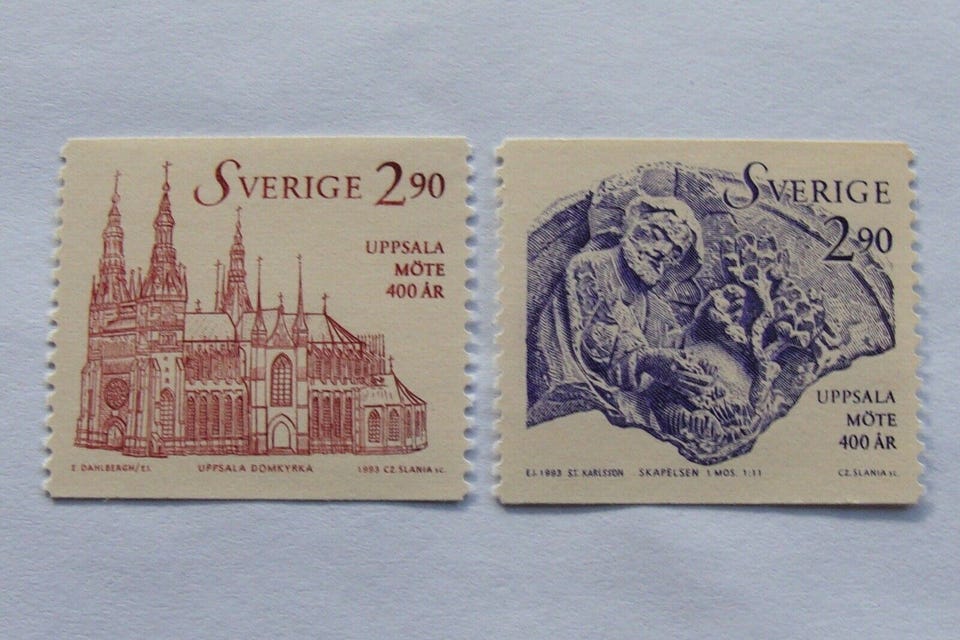 SVERIGE 2.90
UPPSALA
MÖTE
400 ÅR
E. DAHLBERGH/EJ. UPPSALA DOMKYRKA 1993 CZ. SLANIA SC.
SVERIGE
2.90
UPPSALA
MÖTE
400 ÅR
EJ. 1993 ST. KARLSSON SKAPELSEN 1. MOS. 1:11 CZ. SLANIA SC.